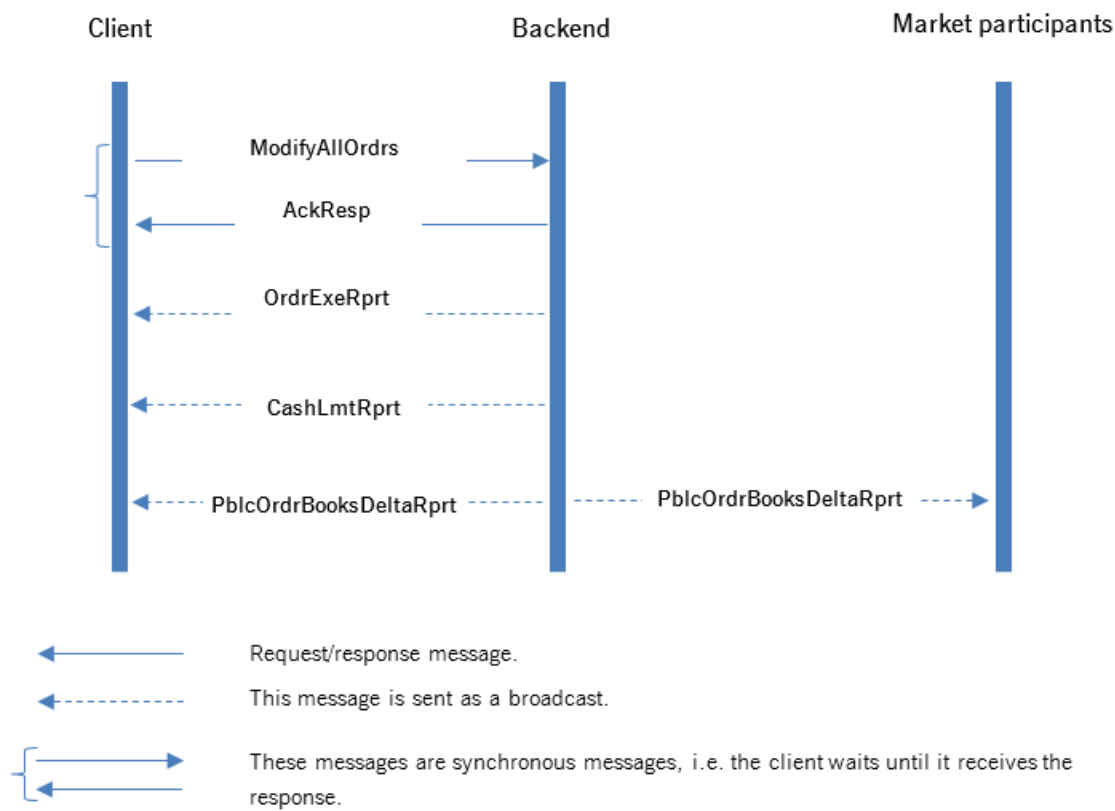 Client
Backend
Market participants
ModifyAllOrdrs
AckResp
OrdrExeRprt
CashLmtRprt
PblcOrdrBooksDeltaRprt
PblcOrdrBooksDeltaRprt
Request/response message.
This message is sent as a broadcast.
These messages are synchronous messages, i.e. the client waits until it receives the
response.